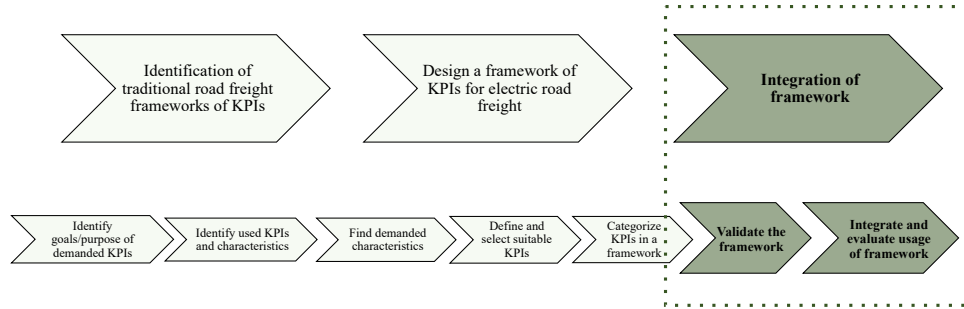 Identification of
traditional road freight
frameworks of KPIs
Design a framework of
KPIs for electric road
freight
Integration of
framework
Identify
goals/purpose of
demanded KPIs
Identify used KPIs
and characteristics
Find demanded
characteristics
Define and
select suitable
KPIs
Categorize
KPIs in a
framework
Validate the
framework
Integrate and
evaluate usage
of framework